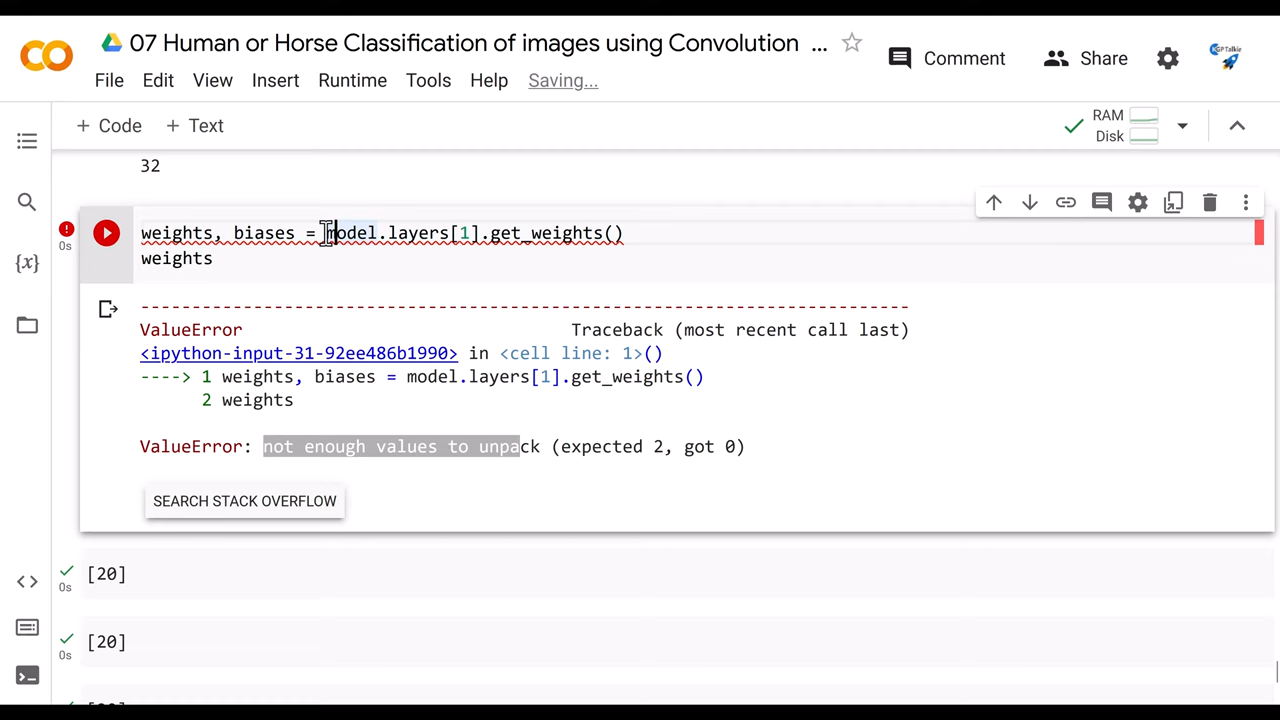 07 Human or Horse Classification of images using Convolution ...
File Edit View Insert Runtime Tools Help Saving...
Comment
Share
KGP Talkie
+ Code + Text
RAM
Disk
32
0s
weights, biases = model.layers[1].get_weights()
weights
---------------------------------------------------------------------------
ValueError Traceback (most recent call last)
<ipython-input-31-92ee486b1990> in <cell line: 1>()
----> 1 weights, biases = model.layers[1].get_weights()
2 weights
ValueError: not enough values to unpack (expected 2, got 0)
SEARCH STACK OVERFLOW
[20]
0s
[20]
0s